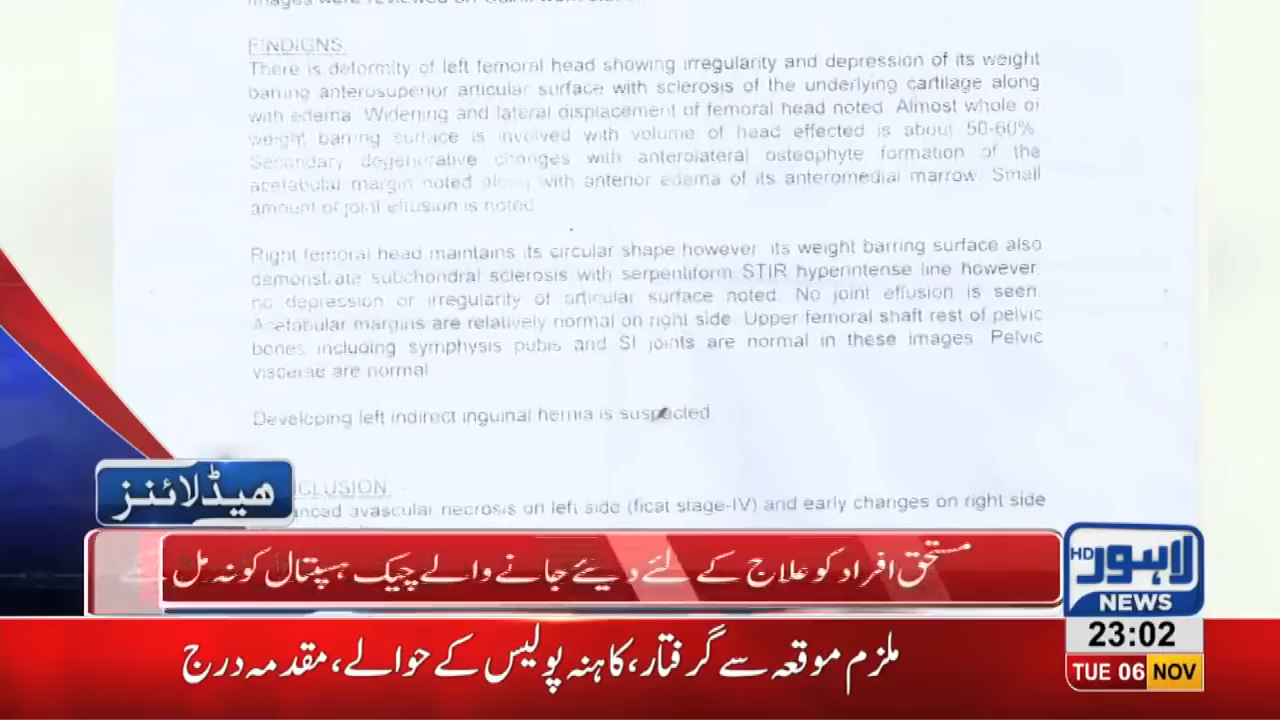 images were reviewed on
FINDIGNS
There is deformity of left femoral head showing irregularity and depression of its weight
barring anterosuperior articular surface with sclerosis of the underlying cartilage along
with edema. Widening and lateral displacement of femoral head noted. Almost whole of
weight barring surface is involved with volume of head effected is about 50-60%.
Secondary degenerative changes with anterolateral osteophyte formation of the
acetabular margin noted along with anterior edema of its anteromedial marrow. Small
amount of joint effusion is noted.
Right femoral head maintains its circular shape however, its weight barring surface also
demonstrate subchondral sclerosis with serpentiform STIR hyperintense line however,
no depression or irregularity of articular surface noted. No joint effusion is seen.
Acetabular margins are relatively normal on right side. Upper femoral shaft rest of pelvic
bones including symphysis pubis and SI joints are normal in these images. Pelvic
viscerae are normal
Developing left indirect inguinal hernia is suspected
CLUSION
anced avascular necrosis on left side (ficat stage-IV) and early changes on right side
ھیڈلائنز
مستحق افراد کو علاج کے لئے دیئے جانے والے چیک ہسپتال کو نہ مل
HD لاہور
NEWS
23:02
TUE 06 NOV
ملزم موقعہ سے گرفتار، کاہنہ پولیس کے حوالے، مقدمہ درج